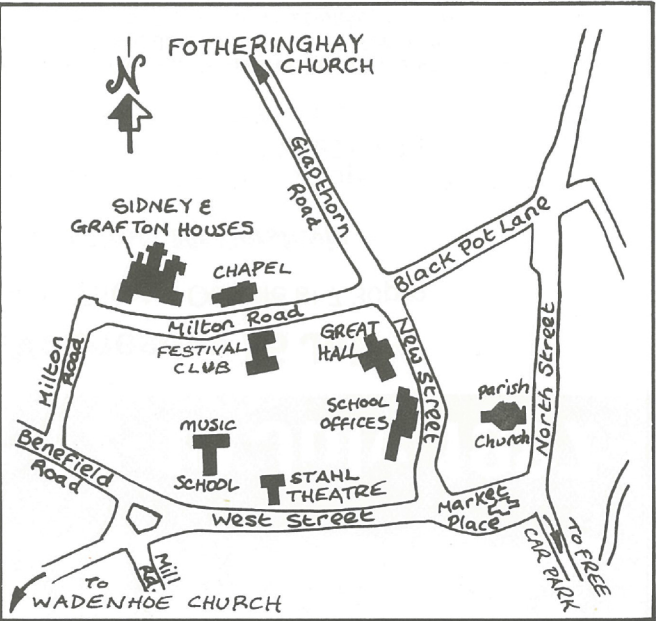 FOTHERINGHAY
CHURCH
N
Glapthorn
Road
SIDNEY &
GRAFTON HOUSES
Black Pot Lane
CHAPEL
Milton Road
GREAT
HALL
FESTIVAL
CLUB
New Street
Milton
Road
North Street
Parish
Church
SCHOOL
OFFICES
MUSIC
SCHOOL
Benefield
Road
STAHL
THEATRE
Market
Place
West Street
TO FREE
CAR PARK
Mill
Rd.
TO
WADENHOE CHURCH